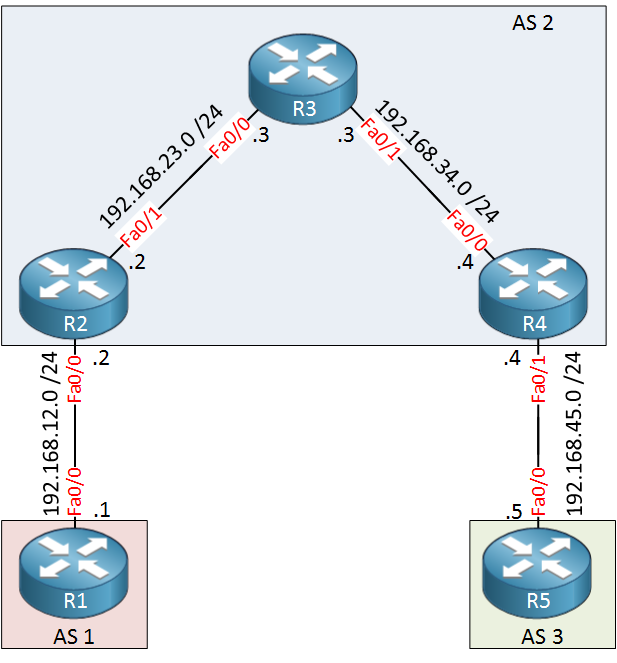 AS 2
R3
.3
.3
Fa0/0
Fa0/1
192.168.23.0 /24
192.168.34.0 /24
Fa0/1
Fa0/0
.2
.4
R2
R4
.2
.4
192.168.12.0 /24
Fa0/0
Fa0/1
192.168.45.0 /24
Fa0/0
Fa0/0
.1
.5
R1
R5
AS 1
AS 3